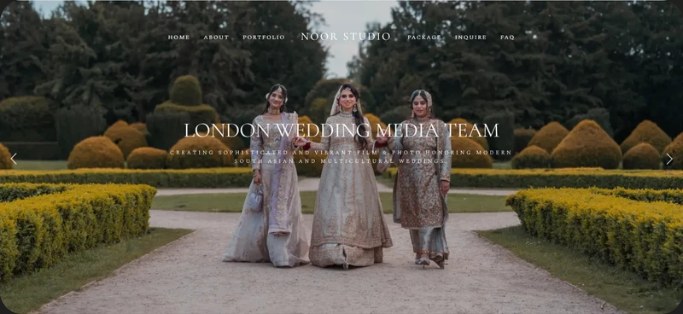 HOME ABOUT PORTFOLIO NOOR STUDIO PACKAGE INQUIRE FAQ
LONDON WEDDING MEDIA TEAM
CREATING SOPHISTICATED AND VIBRANT FILM & PHOTO HONORING MODERN
SOUTH ASIAN AND MULTICULTURAL WEDDINGS.